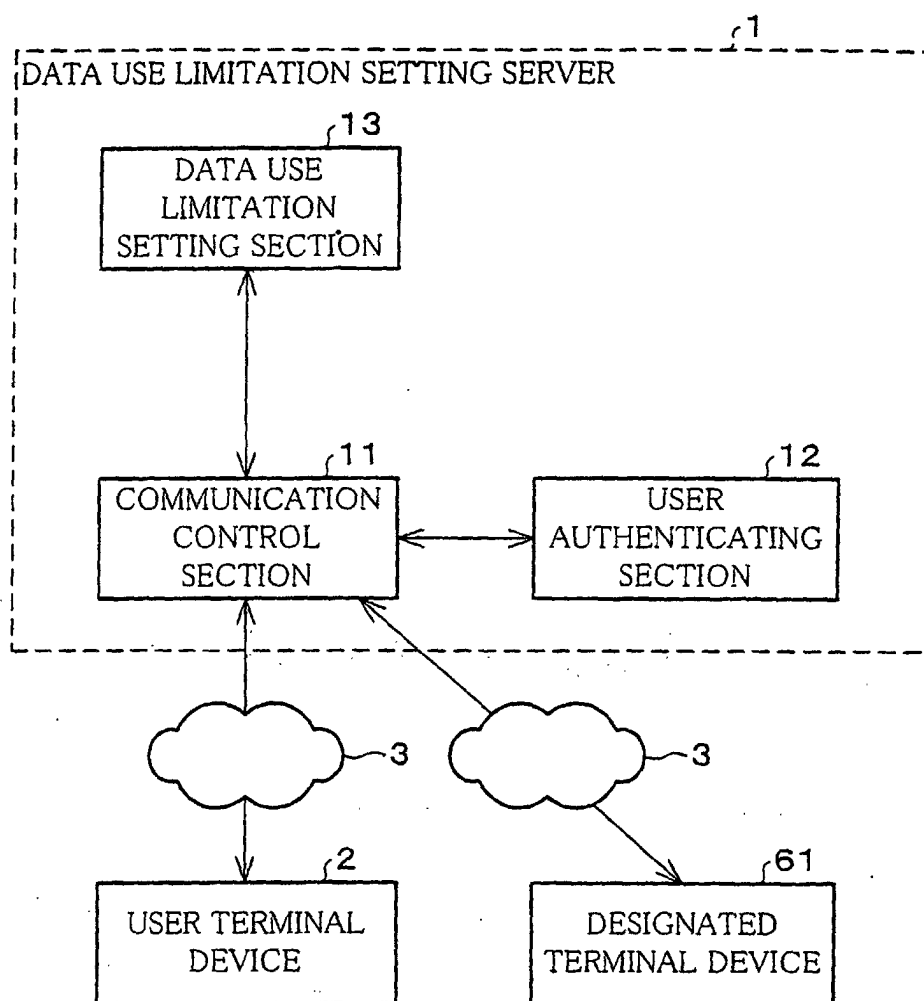 1
DATA USE LIMITATION SETTING SERVER
13
DATA USE
LIMITATION
SETTING SECTION
11
COMMUNICATION
CONTROL
SECTION
12
USER
AUTHENTICATING
SECTION
3
3
2
USER TERMINAL
DEVICE
61
DESIGNATED
TERMINAL DEVICE